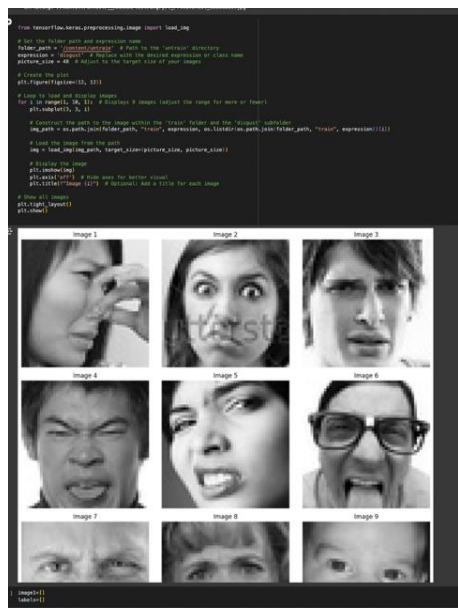 from tensorflow.keras.preprocessing.image import load_img
# Set the folder path and expression name
folder_path = '/content/untrain' # Path to the 'untrain' directory
expression = 'disgust' # Replace with the desired expression or class name
picture_size = 48 # Adjust to the target size of your images
# Create the plot
plt.figure(figsize=(12, 12))
# Loop to load and display images
for i in range(1, 10, 1): # Displays 9 images (adjust the range for more or fewer)
plt.subplot(3, 3, i)
# Construct the path to the image within the 'train' folder and the 'disgust' subfolder
img_path = os.path.join(folder_path, "train", expression, os.listdir(os.path.join(folder_path, "train", expression))[i])
# Load the image from the path
img = load_img(img_path, target_size=(picture_size, picture_size))
# Display the image
plt.imshow(img)
plt.axis('off') # Hide axes for better visual
plt.title(f"Image {i}") # Optional: Add a title for each image
# Show all images
plt.tight_layout()
plt.show()
Image 1 Image 2 Image 3
utterst
Image 4 Image 5 Image 6
Image 7 Image 8 Image 9
images=[]
labels=[]